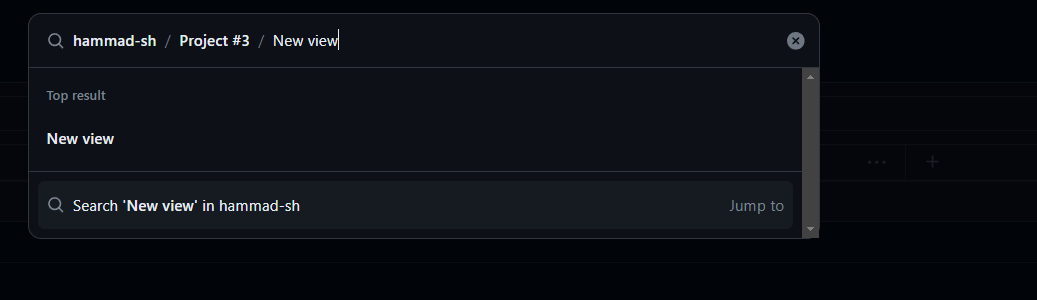 hammad-sh / Project #3 / New view
Top result
New view
Search 'New view' in hammad-sh Jump to